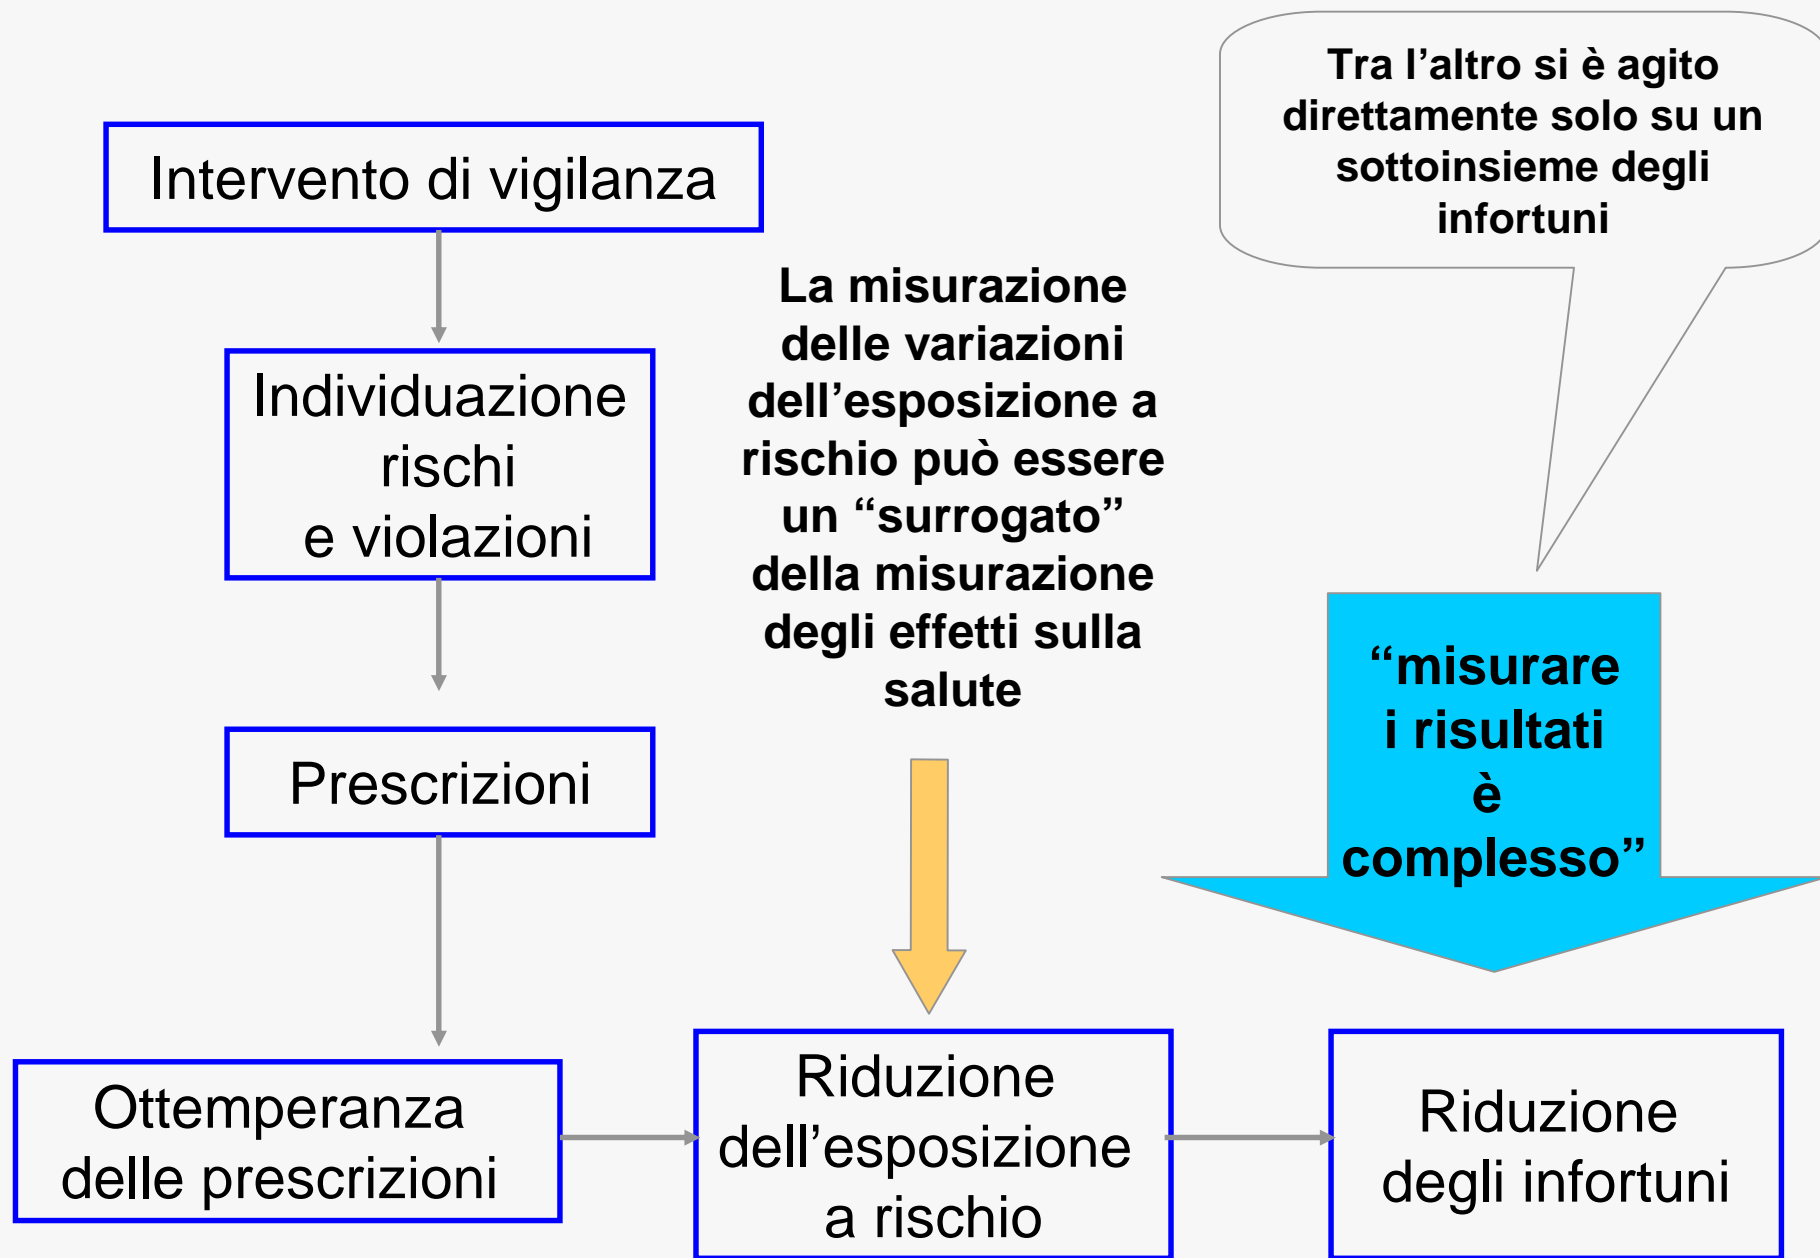 Tra l’altro si è agito
direttamente solo su un
sottoinsieme degli
infortuni
Intervento di vigilanza
Individuazione
rischi
e violazioni
La misurazione
delle variazioni
dell’esposizione a
rischio può essere
un “surrogato”
della misurazione
degli effetti sulla
salute
“misurare
i risultati
è
complesso”
Prescrizioni
Ottemperanza
delle prescrizioni
Riduzione
dell’esposizione
a rischio
Riduzione
degli infortuni